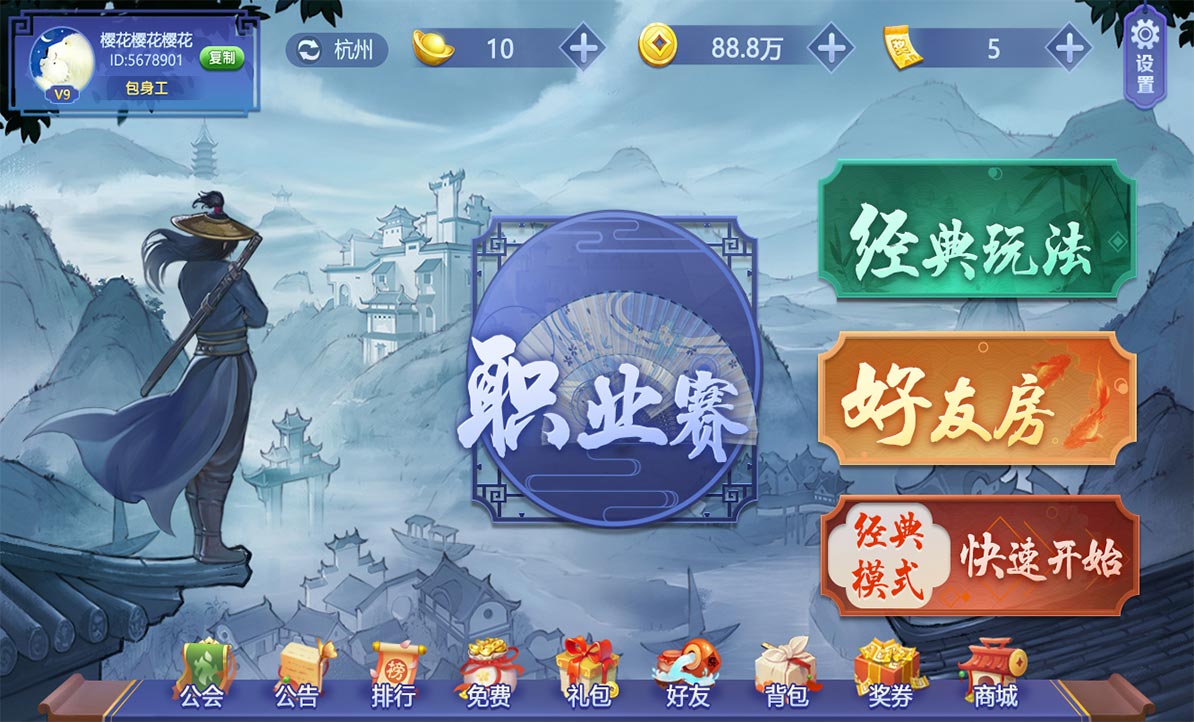 樱花樱花樱花
ID:5678901
复制
V9
包身工
杭州
10
88.8万
5
设置
经典玩法
职业赛
好友房
经典模式
快速开始
榜
公会
公告
排行
免费
礼包
好友
背包
奖券
商城